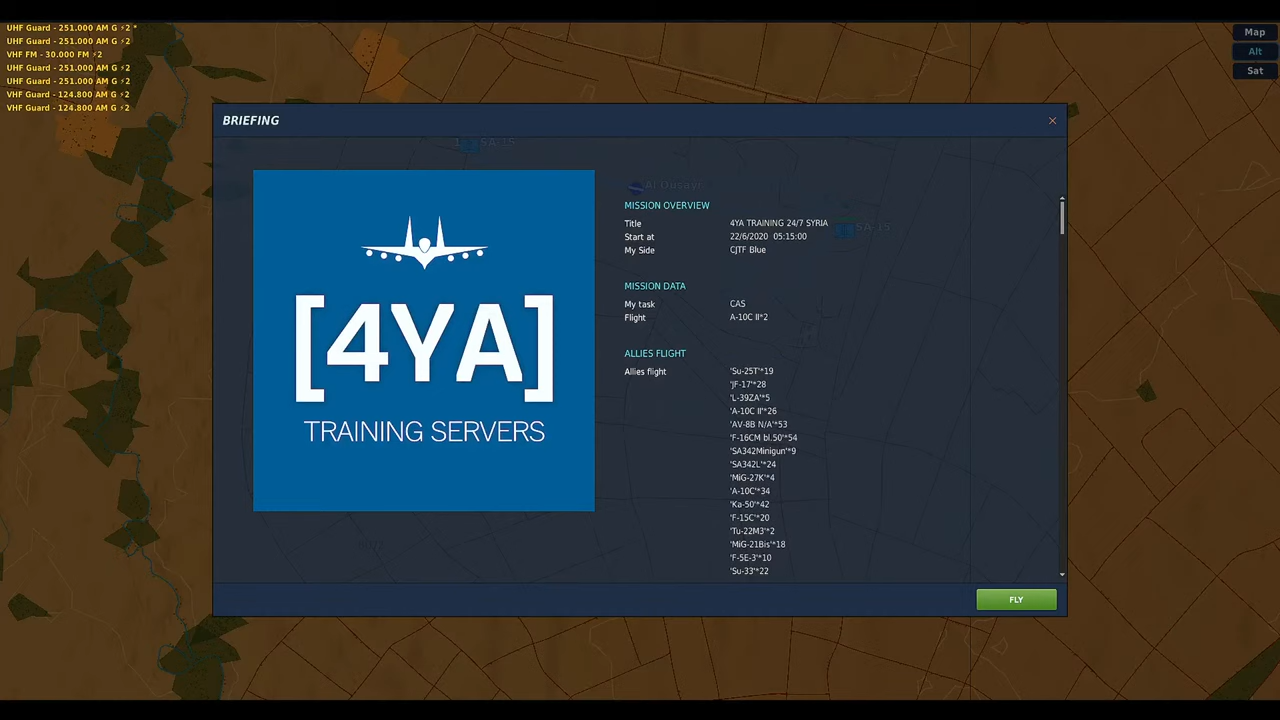 UHF Guard - 251.000 AM G ⚡2 *
UHF Guard - 251.000 AM G ⚡2
VHF FM - 30.000 FM ⚡2
UHF Guard - 251.000 AM G ⚡2
UHF Guard - 251.000 AM G ⚡2
VHF Guard - 124.800 AM G ⚡2
VHF Guard - 124.800 AM G ⚡2
Map
Alt
Sat
BRIEFING
SA-15
Al Qusayr
SA-15
[4YA]
TRAINING SERVERS
MISSION OVERVIEW
Title 4YA TRAINING 24/7 SYRIA
Start at 22/6/2020 05:15:00
My Side CJTF Blue
MISSION DATA
My task CAS
Flight A-10C II*2
ALLIES FLIGHT
Allies flight 'Su-25T'*19
'JF-17'*28
'L-39ZA'*5
'A-10C II'*26
'AV-8B N/A'*53
'F-16CM bl.50'*54
'SA342Minigun'*9
'SA342L'*24
'MiG-27K'*4
'A-10C'*34
'Ka-50'*42
'F-15C'*20
'Tu-22M3'*2
'MiG-21Bis'*18
'F-5E-3'*10
'Su-33'*22
FLY